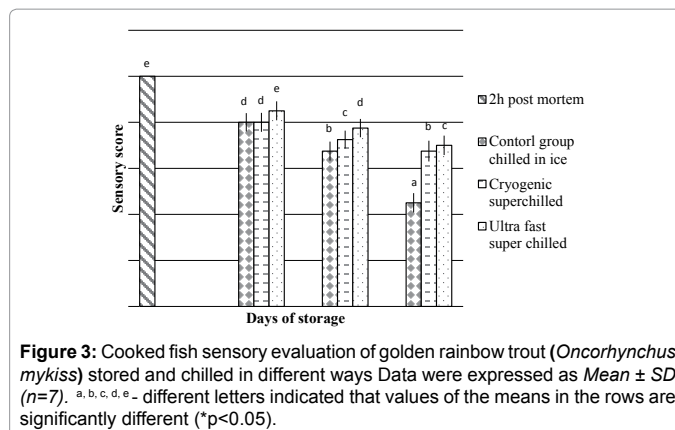 e
d
d
e
b
c
d
a
b
c
Sensory score
Days of storage
2h post mortem
Contorl group
chilled in ice
Cryogenic
superchilled
Ultra fast
super chilled
Figure 3: Cooked fish sensory evaluation of golden rainbow trout (Oncorhynchus
mykiss) stored and chilled in different ways Data were expressed as Mean ± SD
(n=7). a, b, c, d, e - different letters indicated that values of the means in the rows are
significantly different (*p<0.05).